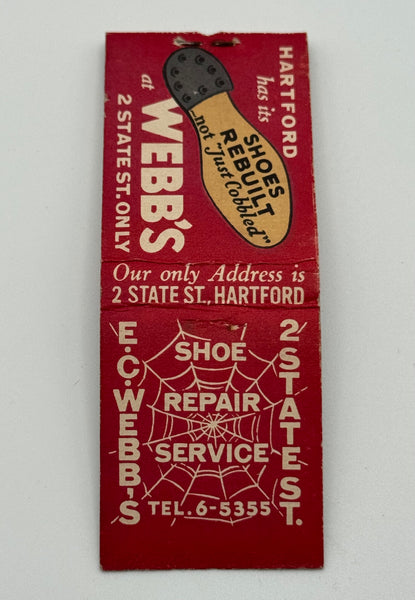 HARTFORD
has its
SHOES
REBUILT
not "Just Cobbled"
at
WEBB'S
2 STATE ST. ONLY
Our only Address is
2 STATE ST., HARTFORD
E.C. WEBB'S
SHOE
REPAIR
SERVICE
TEL. 6-5355
2 STATE ST.